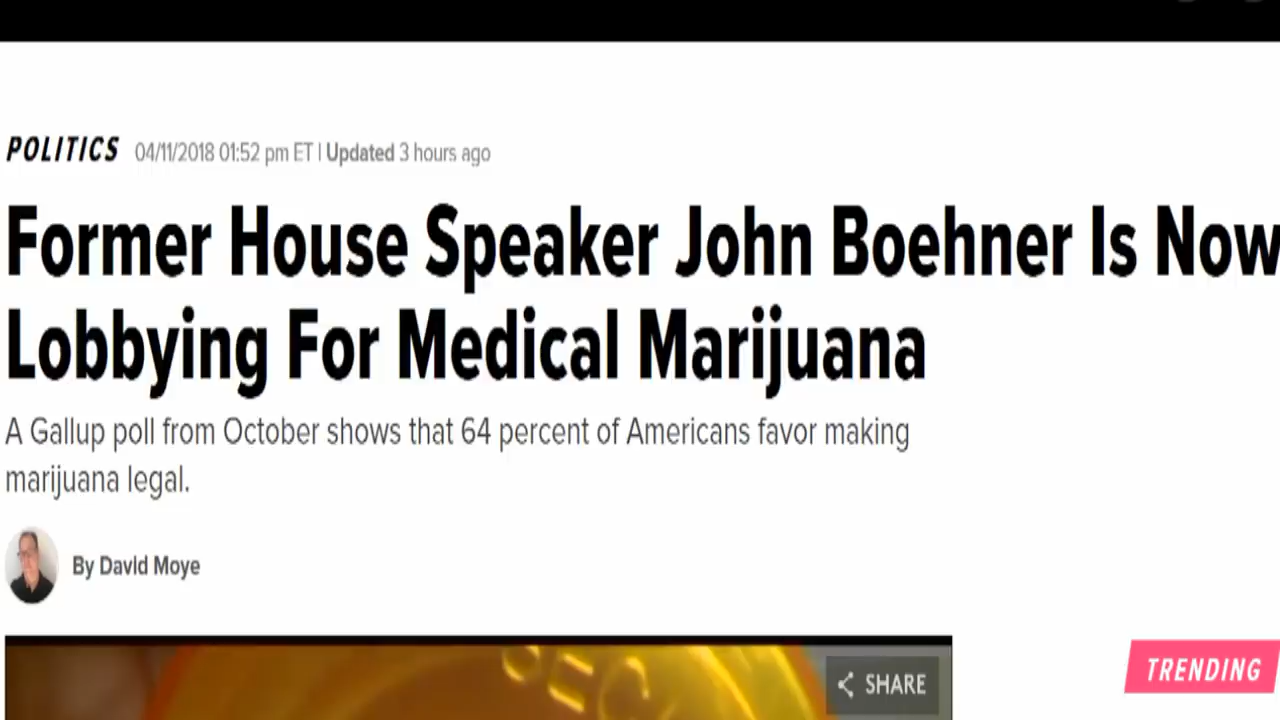 POLITICS 04/11/2018 01:52 pm ET | Updated 3 hours ago
Former House Speaker John Boehner Is Now
Lobbying For Medical Marijuana
A Gallup poll from October shows that 64 percent of Americans favor making
marijuana legal.
By David Moye
SHARE
TRENDING